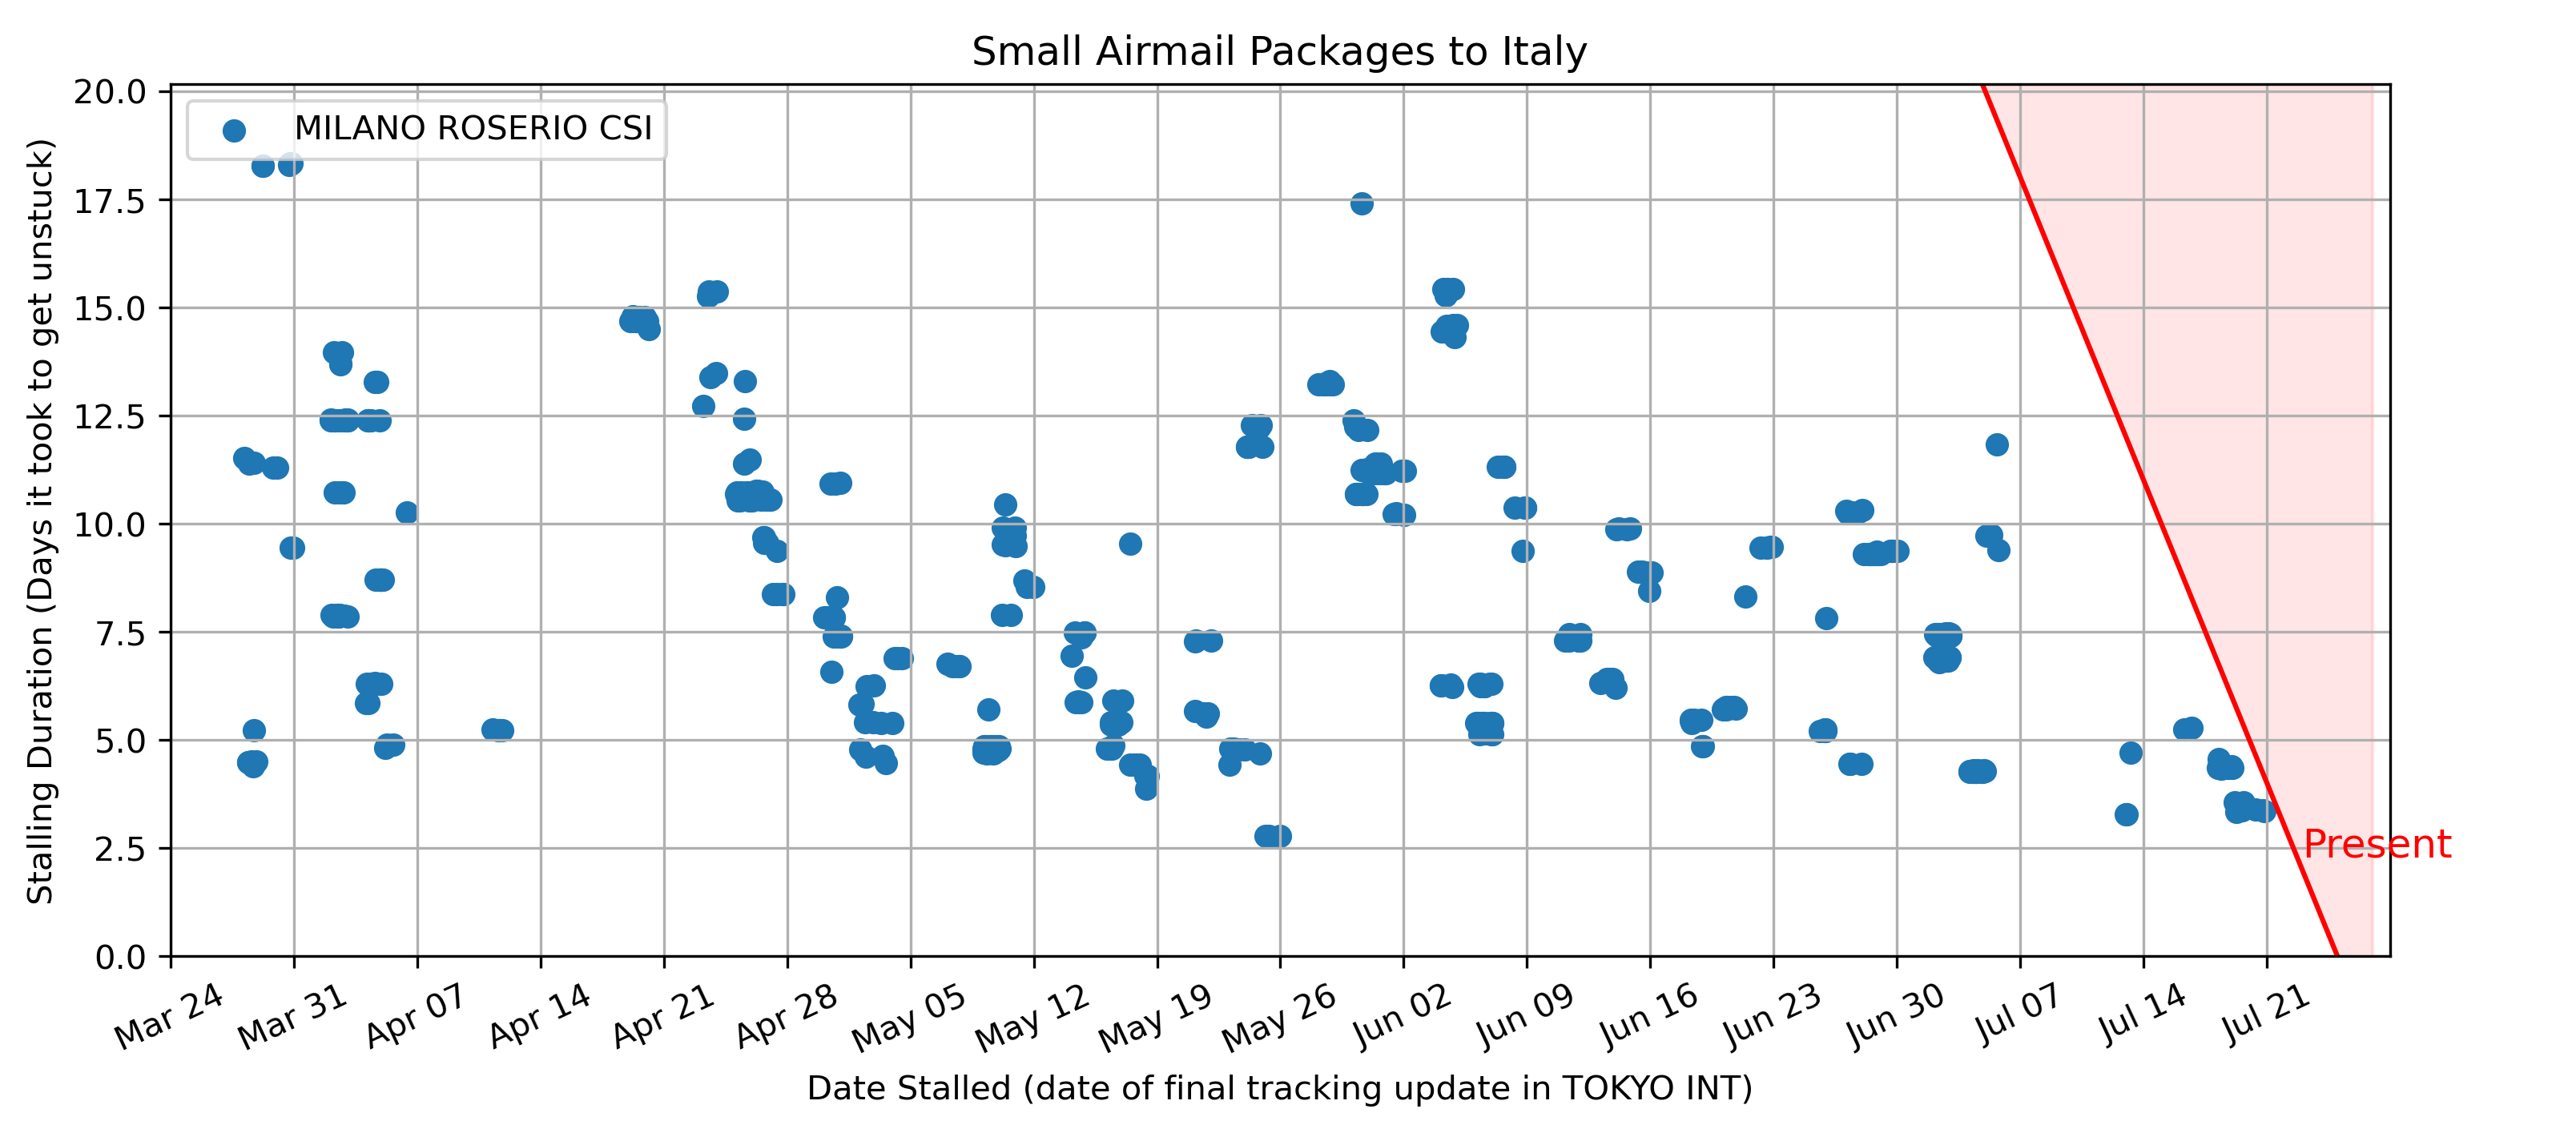 Small Airmail Packages to Italy
MILANO ROSERIO CSI
Stalling Duration (Days it took to get unstuck)
20.0
17.5
15.0
12.5
10.0
7.5
5.0
2.5
0.0
Present
Mar 24
Mar 31
Apr 07
Apr 14
Apr 21
Apr 28
May 05
May 12
May 19
May 26
Jun 02
Jun 09
Jun 16
Jun 23
Jun 30
Jul 07
Jul 14
Jul 21
Date Stalled (date of final tracking update in TOKYO INT)